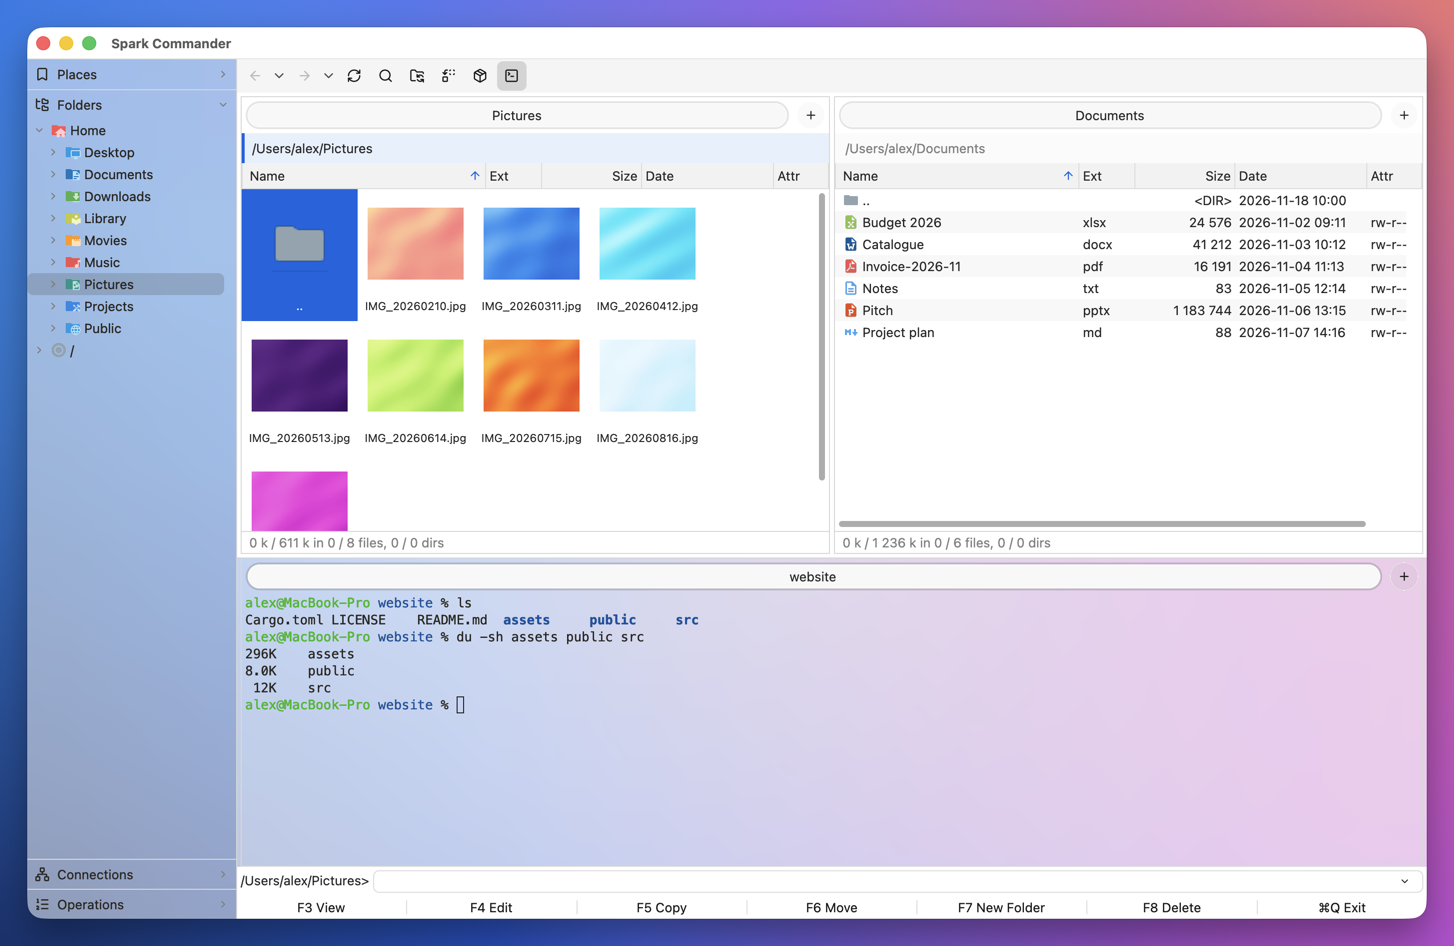 Spark Commander
Places
Folders
Home
Desktop
Documents
Downloads
Library
Movies
Music
Pictures
Projects
Public
/
Connections
Operations
Pictures
+
/Users/alex/Pictures
Name Ext Size Date Attr
..
IMG_20260210.jpg
IMG_20260311.jpg
IMG_20260412.jpg
IMG_20260513.jpg
IMG_20260614.jpg
IMG_20260715.jpg
IMG_20260816.jpg
0 k / 611 k in 0 / 8 files, 0 / 0 dirs
Documents
+
/Users/alex/Documents
Name Ext Size Date Attr
.. <DIR> 2026-11-18 10:00
Budget 2026 xlsx 24 576 2026-11-02 09:11 rw-r--
Catalogue docx 41 212 2026-11-03 10:12 rw-r--
Invoice-2026-11 pdf 16 191 2026-11-04 11:13 rw-r--
Notes txt 83 2026-11-05 12:14 rw-r--
Pitch pptx 1 183 744 2026-11-06 13:15 rw-r--
Project plan md 88 2026-11-07 14:16 rw-r--
0 k / 1 236 k in 0 / 6 files, 0 / 0 dirs
website
+
alex@MacBook-Pro website % ls
Cargo.toml LICENSE README.md assets public src
alex@MacBook-Pro website % du -sh assets public src
296K assets
8.0K public
12K src
alex@MacBook-Pro website %
/Users/alex/Pictures>
F3 View
F4 Edit
F5 Copy
F6 Move
F7 New Folder
F8 Delete
⌘Q Exit